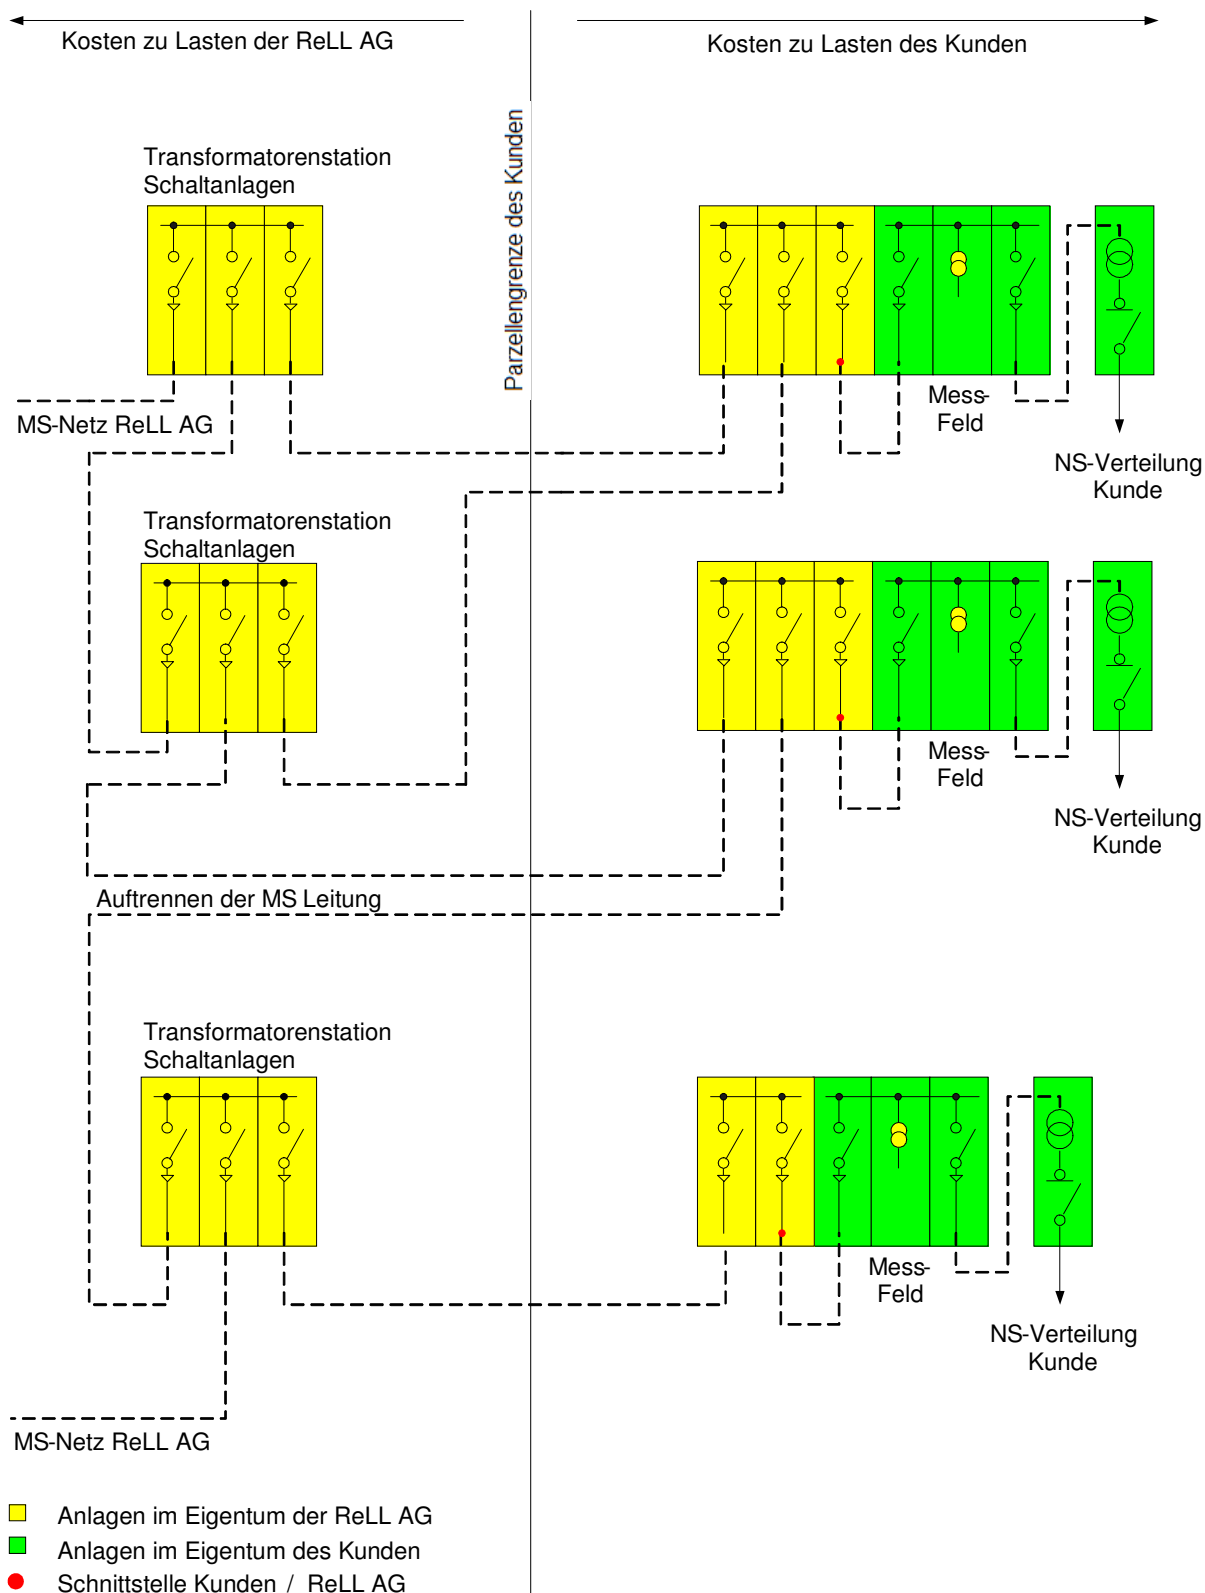 Kosten zu Lasten der ReLL AG
Kosten zu Lasten des Kunden
Parzellengrenze des Kunden
Transformatorenstation
Schaltanlagen
MS-Netz ReLL AG
Mess-
Feld
NS-Verteilung
Kunde
Transformatorenstation
Schaltanlagen
Mess-
Feld
NS-Verteilung
Kunde
Auftrennen der MS Leitung
Transformatorenstation
Schaltanlagen
Mess-
Feld
NS-Verteilung
Kunde
MS-Netz ReLL AG
Anlagen im Eigentum der ReLL AG
Anlagen im Eigentum des Kunden
Schnittstelle Kunden / ReLL AG